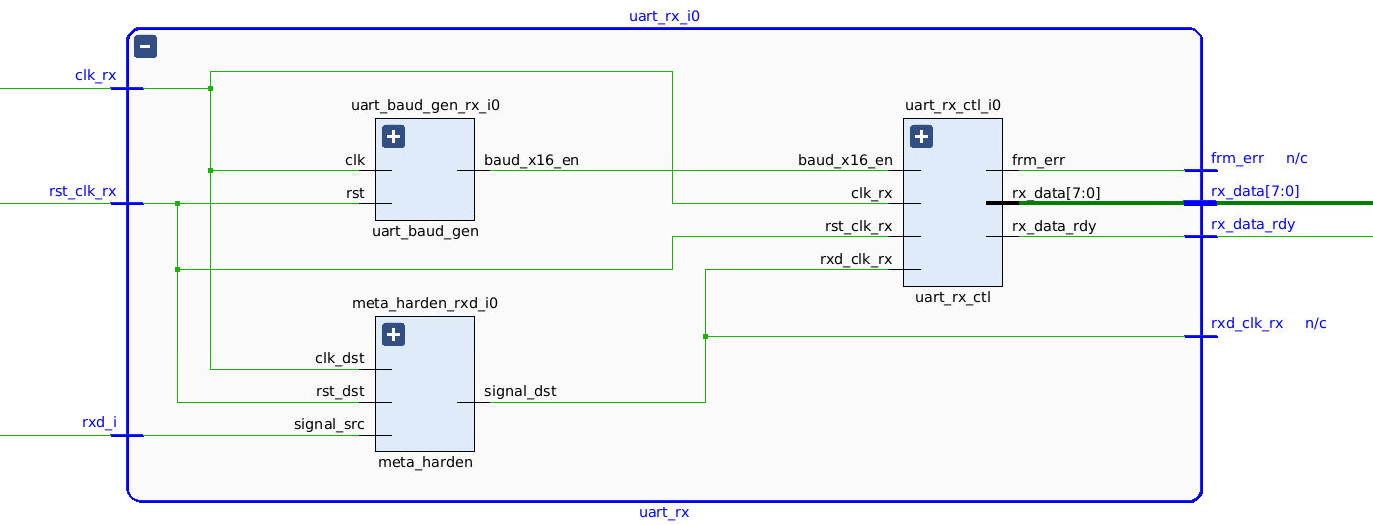 uart_rx_i0
clk_rx
uart_baud_gen_rx_i0
uart_rx_ctl_i0
clk
baud_x16_en
baud_x16_en
frm_err
frm_err n/c
rst_clk_rx
rst
clk_rx
rx_data[7:0]
rx_data[7:0]
uart_baud_gen
rst_clk_rx
rx_data_rdy
rx_data_rdy
rxd_clk_rx
meta_harden_rxd_i0
uart_rx_ctl
rxd_clk_rx n/c
clk_dst
rst_dst
signal_dst
rxd_i
signal_src
meta_harden
uart_rx